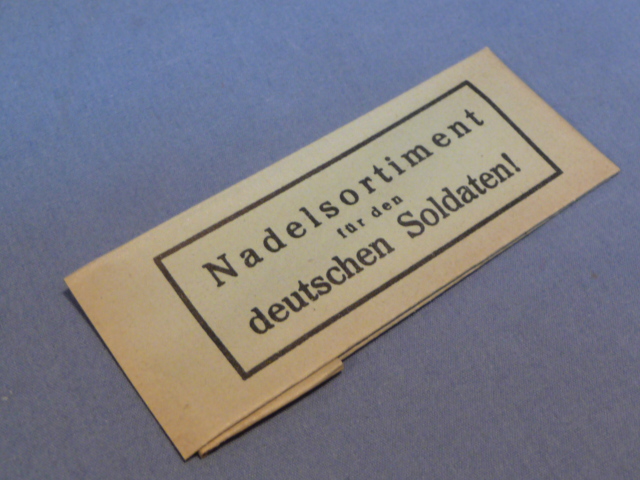 Nadelsortiment
für den
deutschen Soldaten!